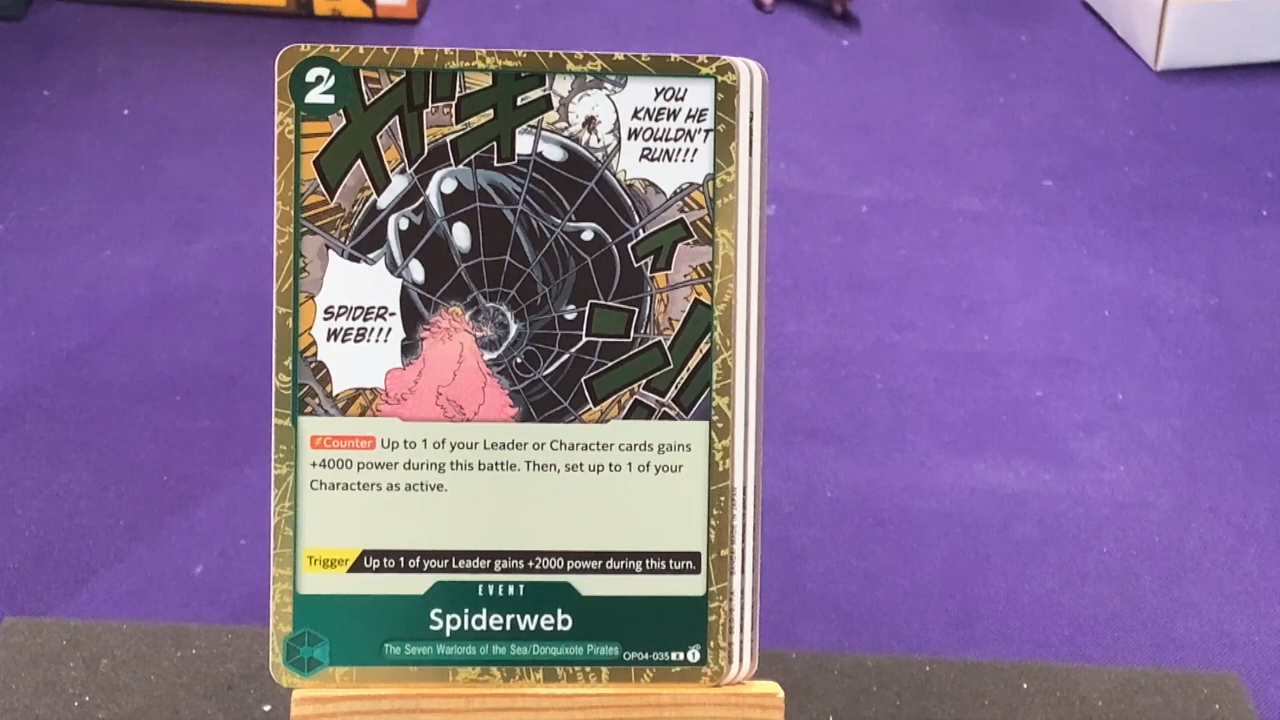 2
YOU
KNEW HE
WOULDN'T
RUN!!!
SPIDER-
WEB!!!
Counter Up to 1 of your Leader or Character cards gains
+4000 power during this battle. Then, set up to 1 of your
Characters as active.
Trigger Up to 1 of your Leader gains +2000 power during this turn.
EVENT
Spiderweb
The Seven Warlords of the Sea/Donquixote Pirates
OP04-035 R 1